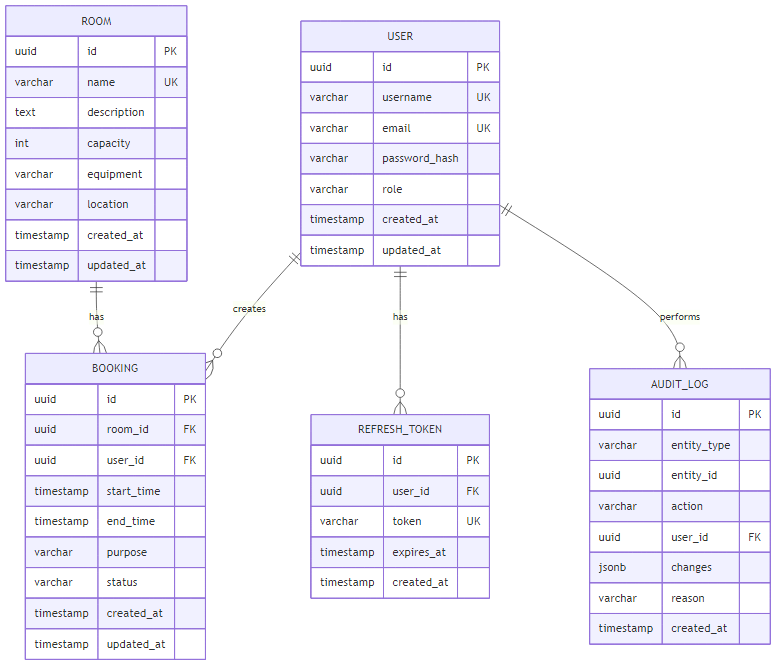 ROOM
uuid id PK
varchar name UK
text description
int capacity
varchar equipment
varchar location
timestamp created_at
timestamp updated_at
USER
uuid id PK
varchar username UK
varchar email UK
varchar password_hash
varchar role
timestamp created_at
timestamp updated_at
has
creates
has
performs
BOOKING
uuid id PK
uuid room_id FK
uuid user_id FK
timestamp start_time
timestamp end_time
varchar purpose
varchar status
timestamp created_at
timestamp updated_at
REFRESH_TOKEN
uuid id PK
uuid user_id FK
varchar token UK
timestamp expires_at
timestamp created_at
AUDIT_LOG
uuid id PK
varchar entity_type
uuid entity_id
varchar action
uuid user_id FK
jsonb changes
varchar reason
timestamp created_at